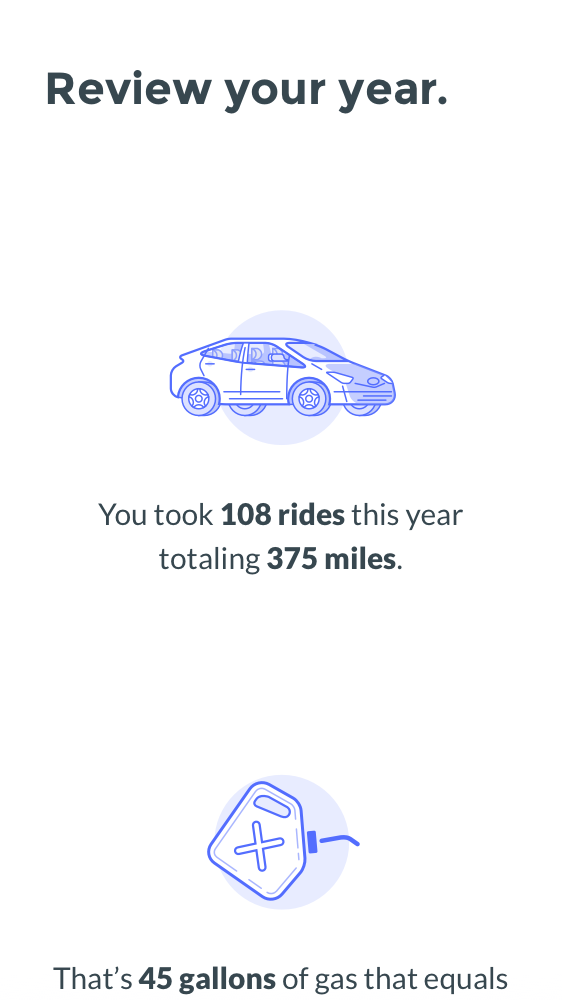 Review your year.
You took 108 rides this year
totaling 375 miles.
That’s 45 gallons of gas that equals